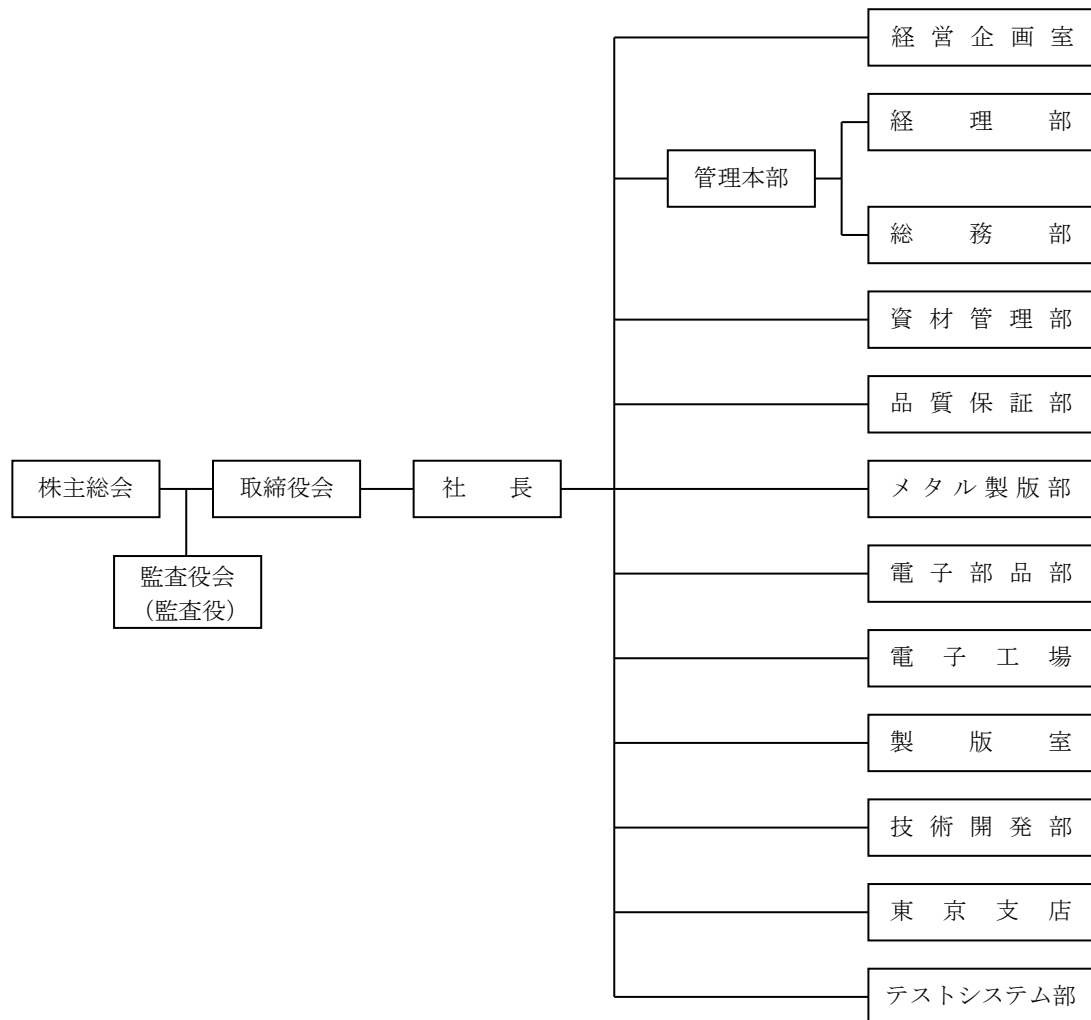 経営企画室
経理部
管理本部
総務部
資材管理部
品質保証部
株主総会
取締役会
社長
メタル製版部
監査役会
（監査役）
電子部品部
電子工場
製版室
技術開発部
東京支店
テストシステム部